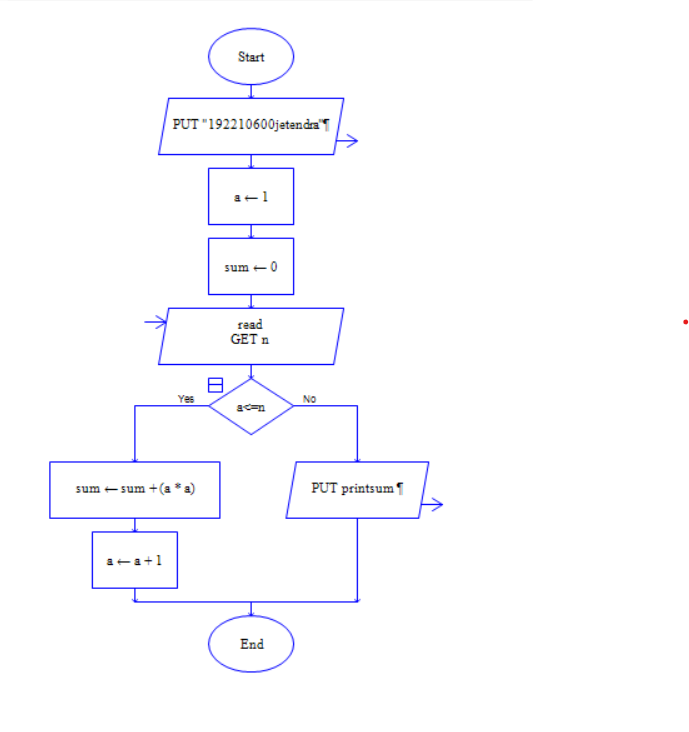 Start
PUT "192210600jetendra"¶
a ← 1
sum ← 0
read
GET n
Yes
No
a<=n
sum ← sum +(a * a)
PUT printsum ¶
a ← a + 1
End